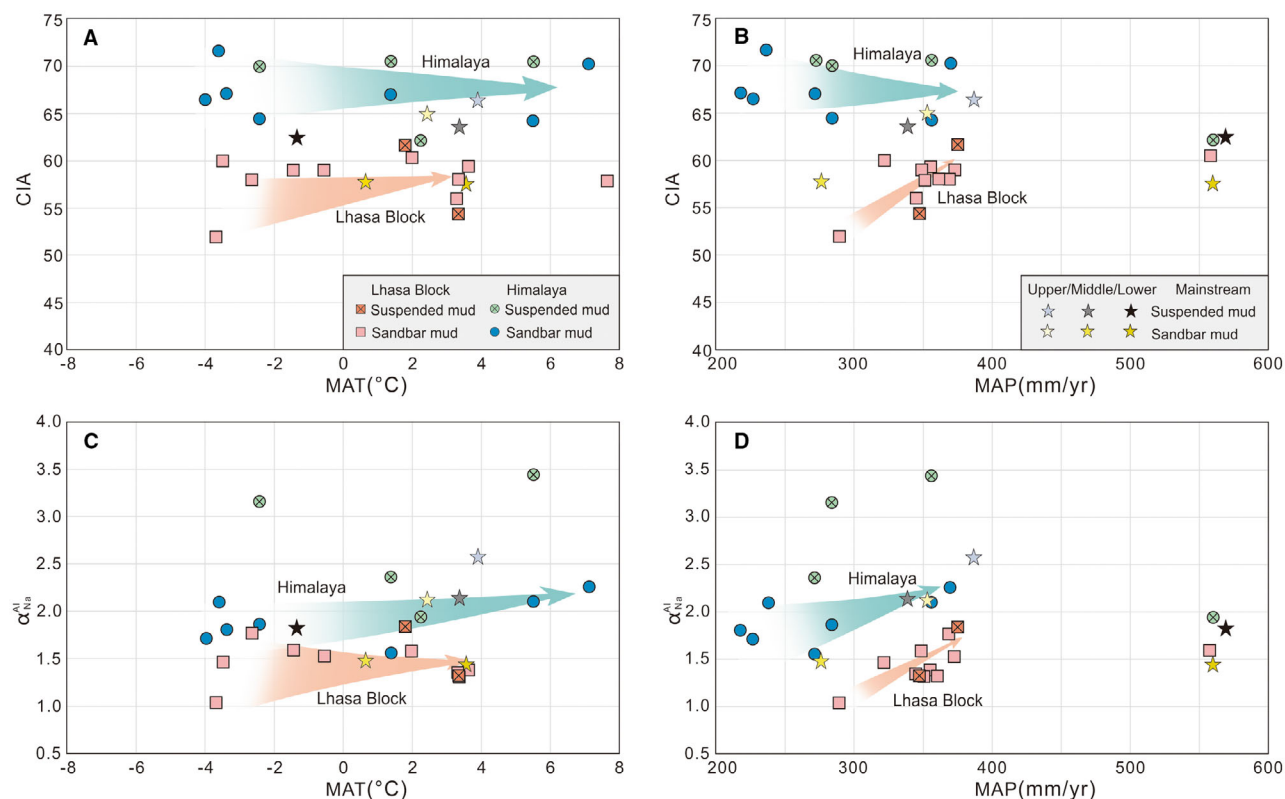 A
75
70
65
60
55
50
45
40
CIA
Himalaya
Lhasa Block
Lhasa Block Himalaya
Suspended mud Suspended mud
Sandbar mud Sandbar mud
-8 -6 -4 -2 0 2 4 6 8
MAT(°C)
B
75
70
65
60
55
50
45
40
CIA
Himalaya
Lhasa Block
Upper/Middle/Lower Mainstream
Suspended mud
Sandbar mud
200 300 400 500 600
MAP(mm/yr)
C
4.0
3.5
3.0
2.5
2.0
1.5
1.0
0.5
α^Al_Na
Himalaya
Lhasa Block
-8 -6 -4 -2 0 2 4 6 8
MAT(°C)
D
4.0
3.5
3.0
2.5
2.0
1.5
1.0
0.5
α^Al_Na
Himalaya
Lhasa Block
200 300 400 500 600
MAP(mm/yr)